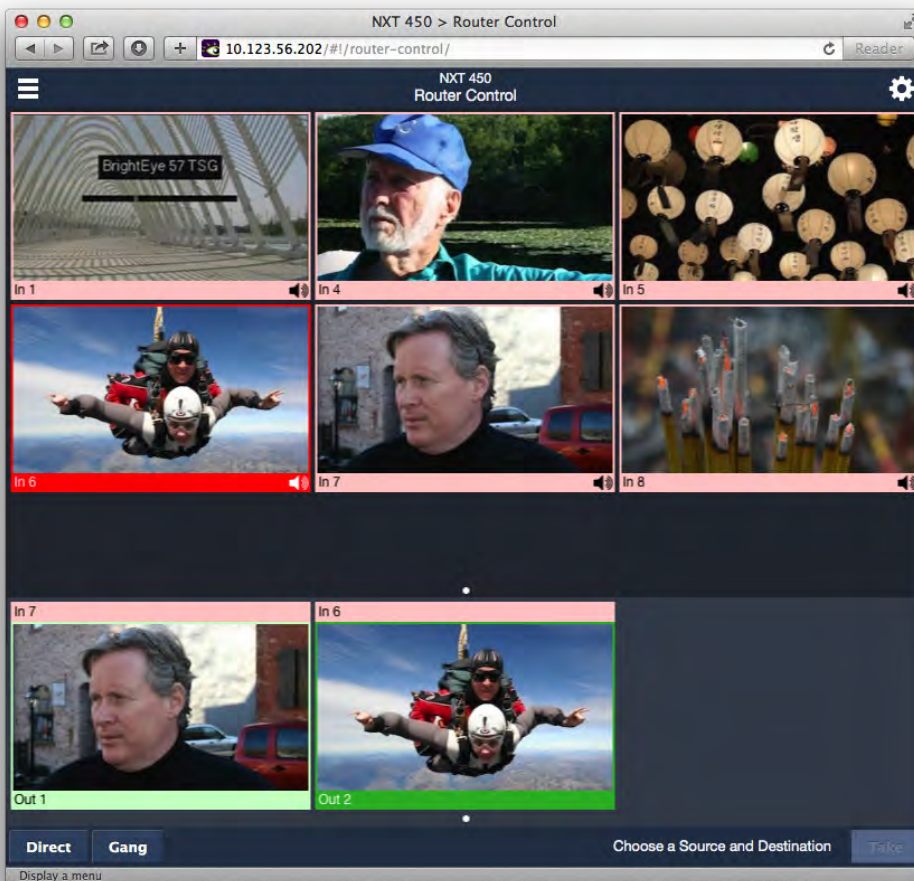 NXT 450 > Router Control
+ 10.123.56.202/#!/router-control/ Reader
NXT 450
Router Control
BrightEye 57 TSG
In 1
In 4
In 5
In 6
In 7
In 8
In 7
In 6
Out 1
Out 2
Direct
Gang
Choose a Source and Destination
Take
Display a menu